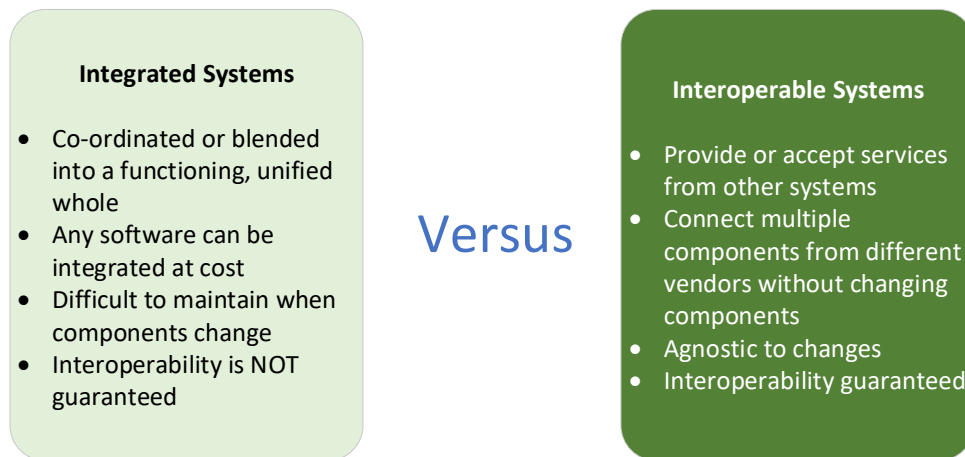 Integrated Systems
• Co-ordinated or blended
into a functioning, unified
whole
• Any software can be
integrated at cost
• Difficult to maintain when
components change
• Interoperability is NOT
guaranteed
Versus
Interoperable Systems
• Provide or accept services
from other systems
• Connect multiple
components from different
vendors without changing
components
• Agnostic to changes
• Interoperability guaranteed